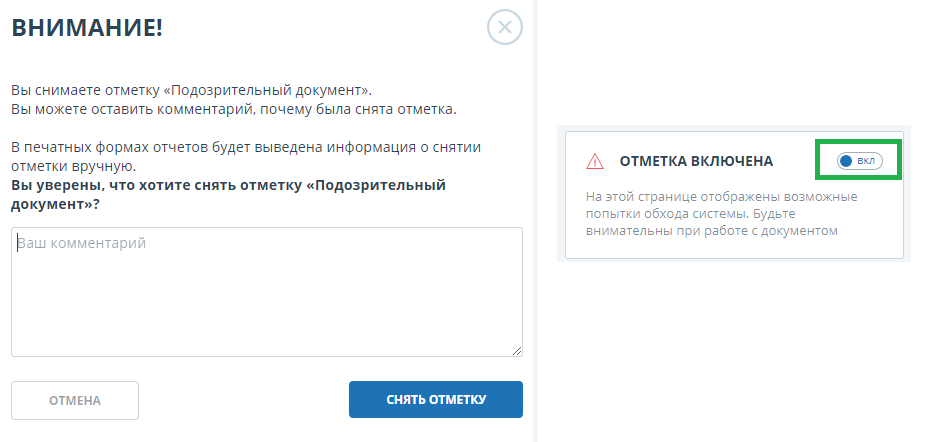 ВНИМАНИЕ!
Вы снимаете отметку «Подозрительный документ».
Вы можете оставить комментарий, почему была снята отметка.
В печатных формах отчетов будет выведена информация о снятии
отметки вручную.
Вы уверены, что хотите снять отметку «Подозрительный
документ»?
Ваш комментарий
ОТМЕНА
СНЯТЬ ОТМЕТКУ
ОТМЕТКА ВКЛЮЧЕНА
ВКЛ
На этой странице отображены возможные
попытки обхода системы. Будьте
внимательны при работе с документом